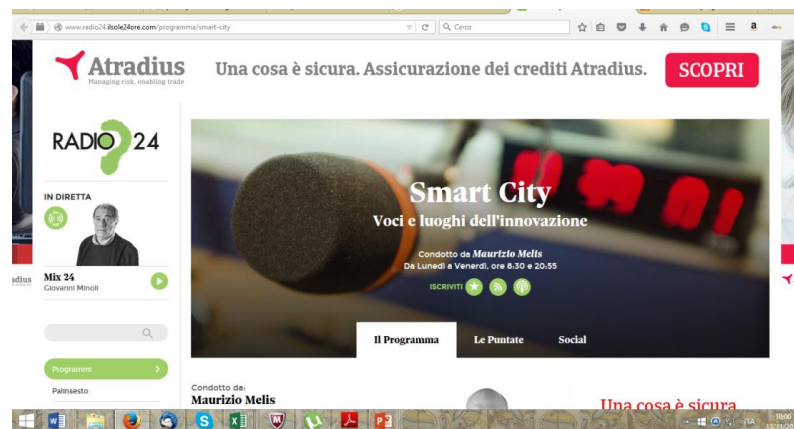 www.radio24.ilsole24ore.com/programma/smart-city
Cerca
Atradius
Managing risk, enabling trade
Una cosa è sicura. Assicurazione dei crediti Atradius.
SCOPRI
RADIO 24
IN DIRETTA
Mix 24
Giovanni Minoli
Smart City
Voci e luoghi dell'innovazione
Condotto da Maurizio Melis
Da Lunedì a Venerdì, ore 8:30 e 20:55
ISCRIVITI
Il Programma
Le Puntate
Social
Programmi
Palinsesto
Condotto da:
Maurizio Melis
Una cosa è sicura
ITA
10:00